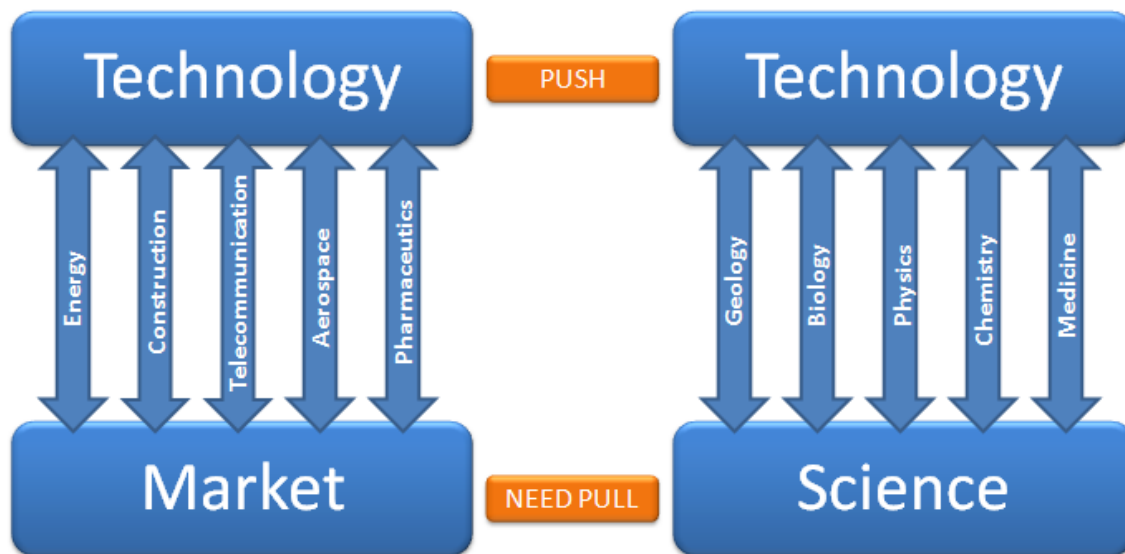 Technology
PUSH
Technology
Energy
Construction
Telecommunication
Aerospace
Pharmaceutics
Geology
Biology
Physics
Chemistry
Medicine
Market
NEED PULL
Science